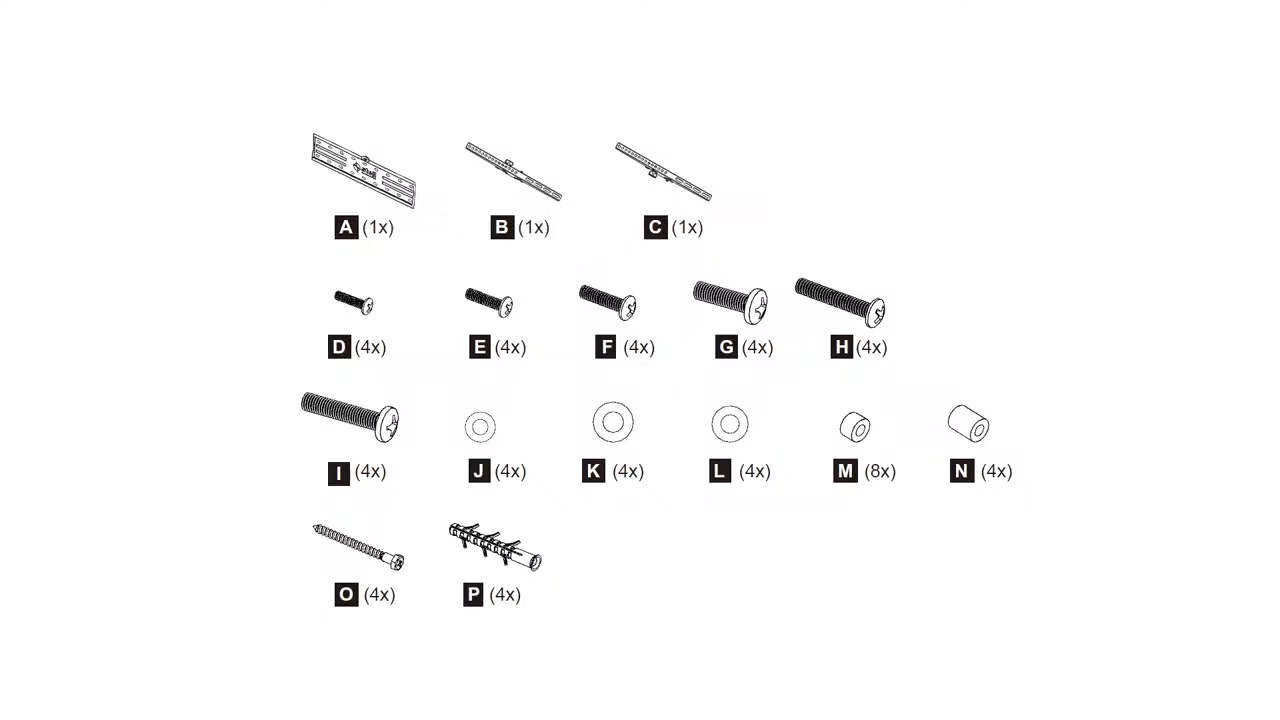 A (1x) B (1x) C (1x)
D (4x) E (4x) F (4x) G (4x) H (4x)
I (4x) J (4x) K (4x) L (4x) M (8x) N (4x)
O (4x) P (4x)